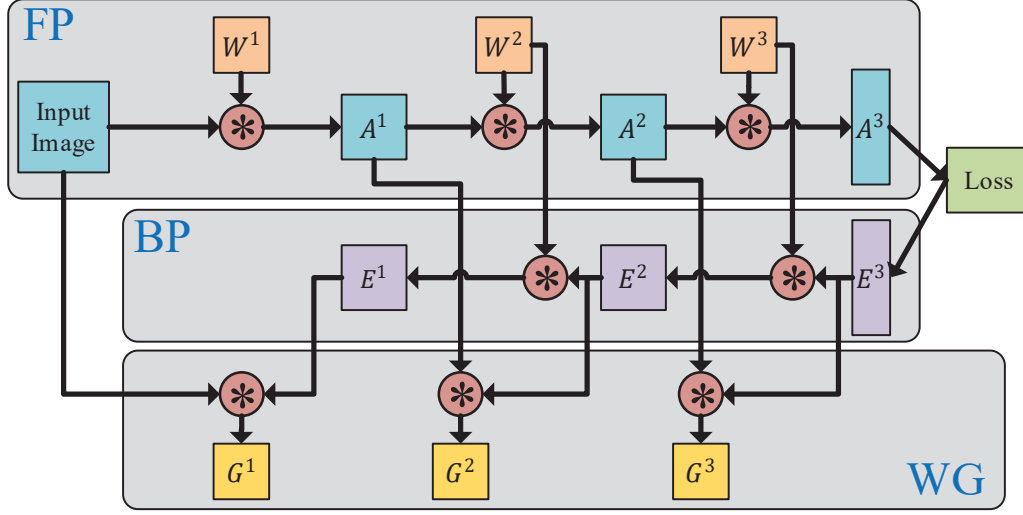 FP
W¹
W²
W³
Input
Image
A¹
A²
A³
Loss
BP
E¹
E²
E³
G¹
G²
G³
WG